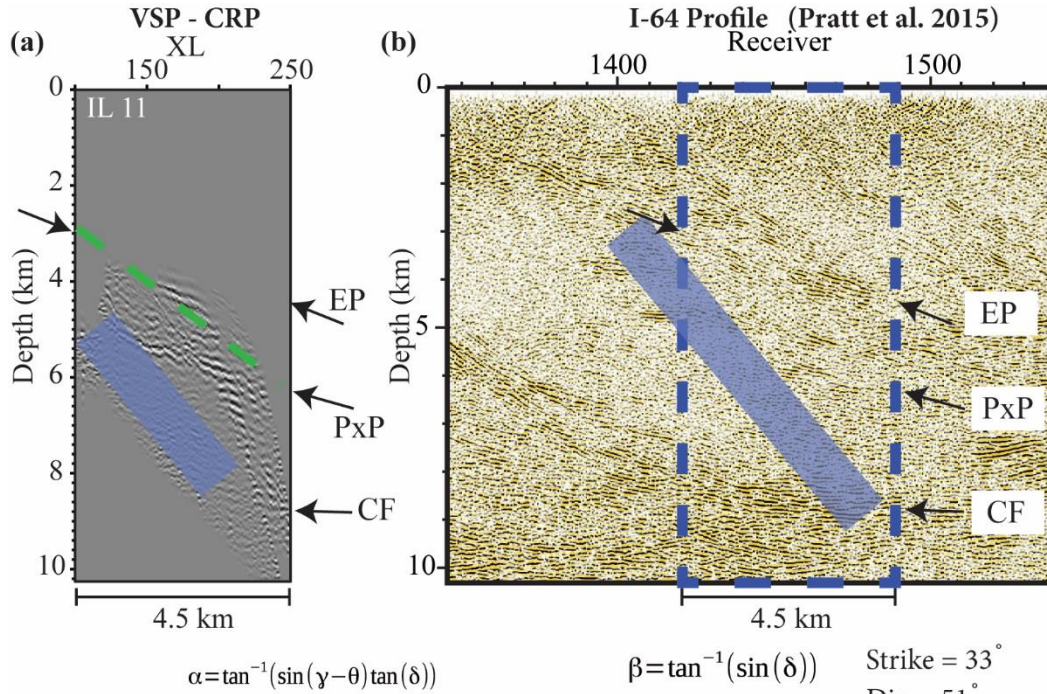 VSP - CRP
(a) XL
150 250
0
IL 11
2
4
6
8
10
Depth (km)
EP
PxP
CF
4.5 km
α=tan⁻¹(sin(γ−θ)tan(δ))
I-64 Profile (Pratt et al. 2015)
(b) Receiver
1400 1500
0
5
10
Depth (km)
EP
PxP
CF
4.5 km
β=tan⁻¹(sin(δ))
Strike = 33°